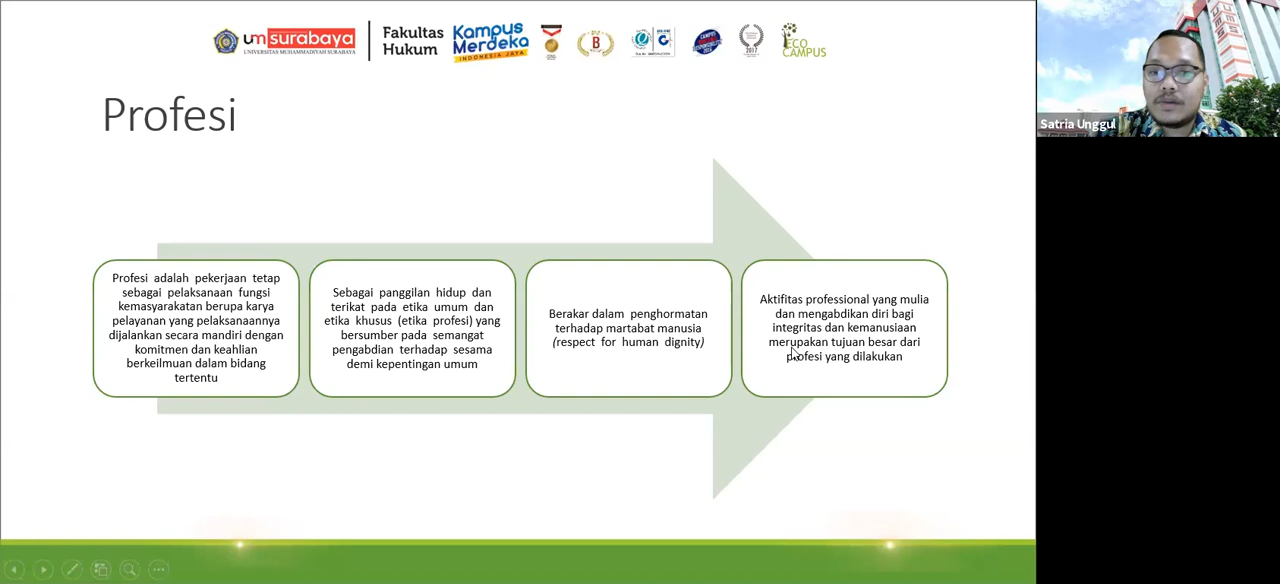 um surabaya
UNIVERSITAS MUHAMMADIYAH SURABAYA
Fakultas
Hukum
Kampus
Merdeka
INDONESIA JAYA
B
2017
ECO
CAMPUS
Satria Unggul
Profesi
Profesi adalah pekerjaan tetap
sebagai pelaksanaan fungsi
kemasyarakatan berupa karya
pelayanan yang pelaksanaannya
dijalankan secara mandiri dengan
komitmen dan keahlian
berkeilmuan dalam bidang
tertentu
Sebagai panggilan hidup dan
terikat pada etika umum dan
etika khusus (etika profesi) yang
bersumber pada semangat
pengabdian terhadap sesama
demi kepentingan umum
Berakar dalam penghormatan
terhadap martabat manusia
(respect for human dignity)
Aktifitas professional yang mulia
dan mengabdikan diri bagi
integritas dan kemanusiaan
merupakan tujuan besar dari
profesi yang dilakukan